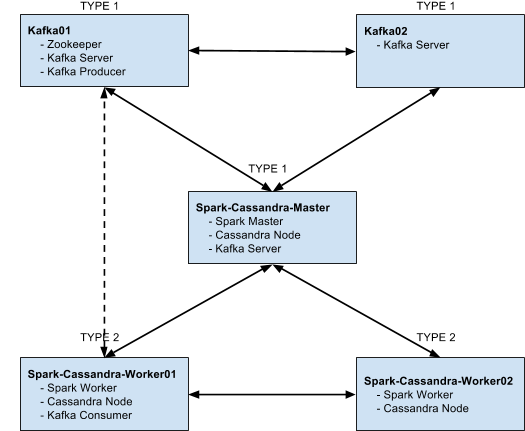 TYPE 1
TYPE 1
Kafka01
- Zookeeper
- Kafka Server
- Kafka Producer
Kafka02
- Kafka Server
TYPE 1
Spark-Cassandra-Master
- Spark Master
- Cassandra Node
- Kafka Server
TYPE 2
TYPE 2
Spark-Cassandra-Worker01
- Spark Worker
- Cassandra Node
- Kafka Consumer
Spark-Cassandra-Worker02
- Spark Worker
- Cassandra Node